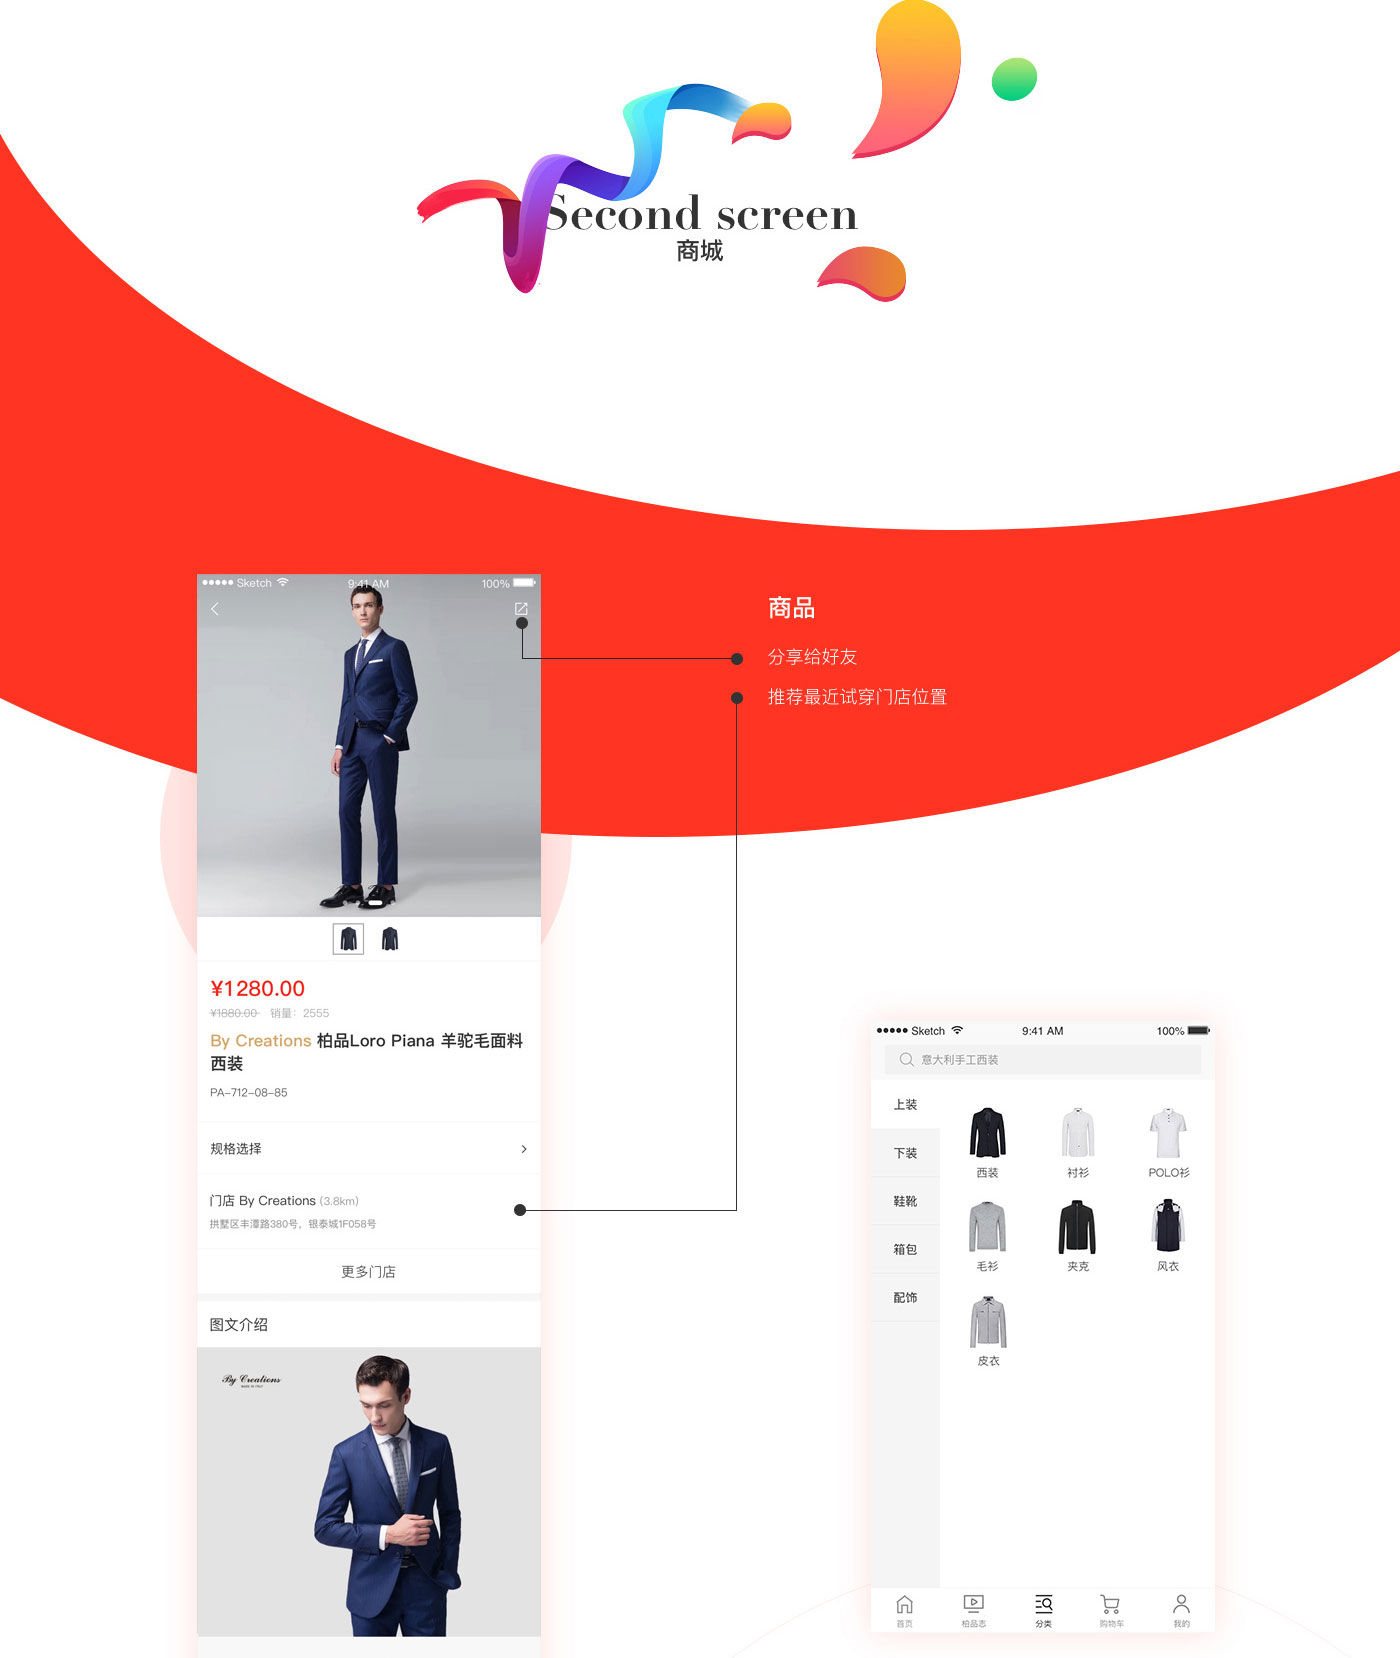 Second screen
商城
Sketch 9:41 AM 100%
商品
分享给好友
推荐最近试穿门店位置
¥1280.00
¥1880.00 销量：2555
By Creations 柏品Loro Piana 羊驼毛面料
西装
PA-712-08-85
规格选择
门店 By Creations (3.8km)
拱墅区丰潭路380号，银泰城1F058号
更多门店
图文介绍
By Creations
MADE IN ITALY
Sketch 9:41 AM 100%
意大利手工西装
上装
下装
鞋靴
箱包
配饰
西装 衬衫 POLO衫
毛衫 夹克 风衣
皮衣
首页 柏品志 分类 购物车 我的